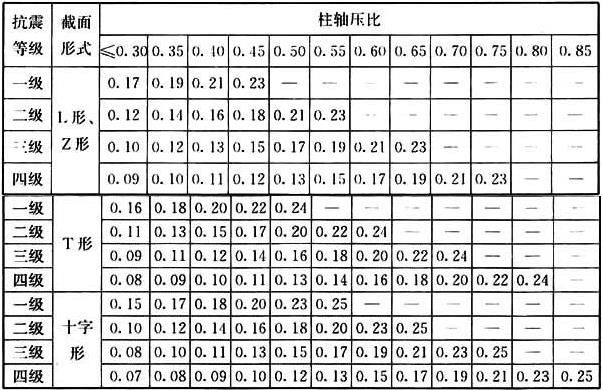 抗震等级 截面形式 柱轴压比
≤0.30 0.35 0.40 0.45 0.50 0.55 0.60 0.65 0.70 0.75 0.80 0.85
一级 L形、Z形 0.17 0.19 0.21 0.23 — — — — — — — —
二级 0.12 0.14 0.16 0.18 0.21 0.23 — — — — — —
三级 0.10 0.12 0.13 0.15 0.17 0.19 0.21 0.23 — — — —
四级 0.09 0.10 0.11 0.12 0.13 0.15 0.17 0.19 0.21 0.23 — —
一级 T形 0.16 0.18 0.20 0.22 0.24 — — — — — — —
二级 0.11 0.13 0.15 0.17 0.20 0.22 0.24 — — — — —
三级 0.09 0.11 0.12 0.14 0.16 0.18 0.20 0.22 0.24 — — —
四级 0.08 0.09 0.10 0.11 0.13 0.14 0.16 0.18 0.20 0.22 0.24 —
一级 十字形 0.15 0.17 0.18 0.20 0.23 0.25 — — — — — —
二级 0.10 0.12 0.14 0.16 0.18 0.20 0.23 0.25 — — — —
三级 0.08 0.10 0.11 0.13 0.15 0.17 0.19 0.21 0.23 0.25 — —
四级 0.07 0.08 0.09 0.10 0.12 0.13 0.15 0.17 0.19 0.21 0.23 0.25